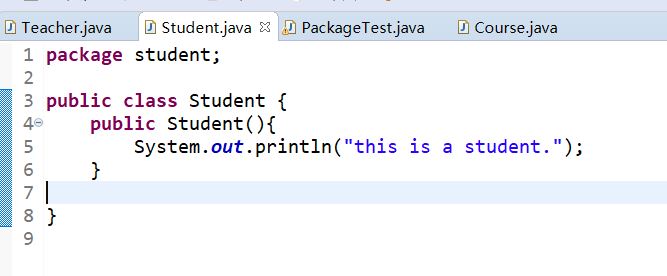 Teacher.java Student.java PackageTest.java Course.java
1 package student;
2
3 public class Student {
4 public Student(){
5 System.out.println("this is a student.");
6 }
7
8 }
9